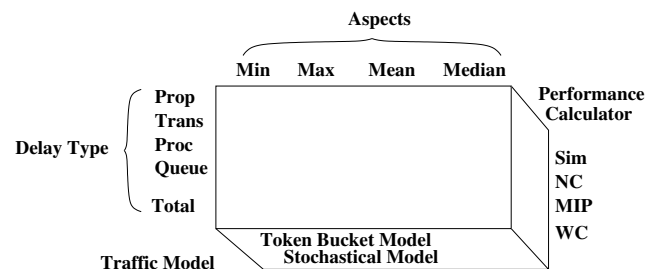 Aspects
Min Max Mean Median
Performance
Calculator
Prop
Trans
Proc
Queue
Total
Delay Type
Sim
NC
MIP
WC
Token Bucket Model
Stochastical Model
Traffic Model